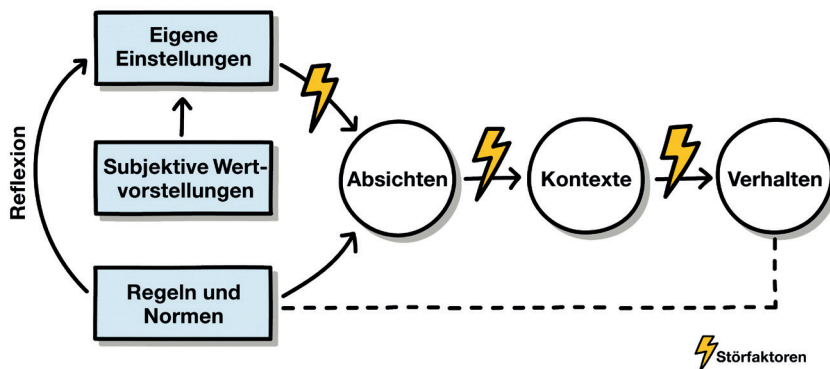 Eigene
Einstellungen
Reflexion
Subjektive Wert-
vorstellungen
Absichten
Kontexte
Verhalten
Regeln und
Normen
Störfaktoren